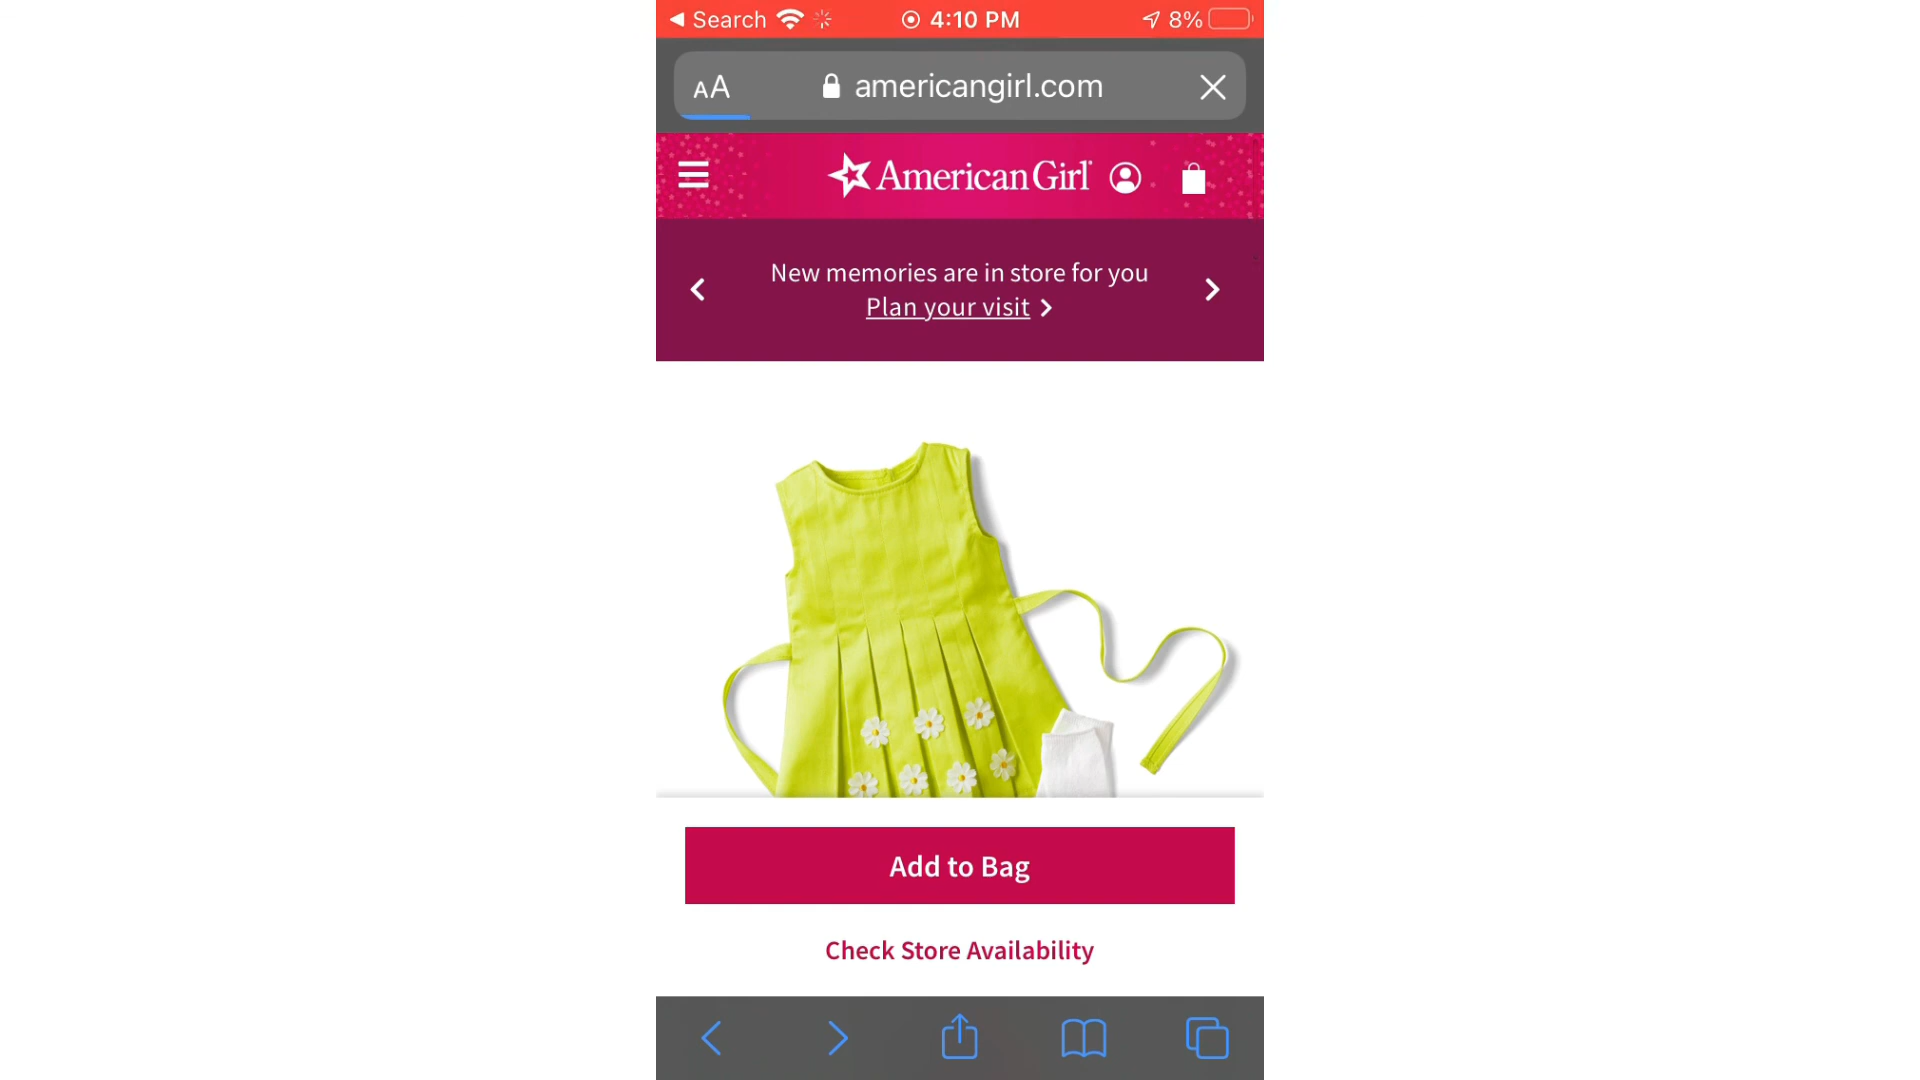 Search
4:10 PM
8%
AA
americangirl.com
American Girl
New memories are in store for you
Plan your visit
Add to Bag
Check Store Availability